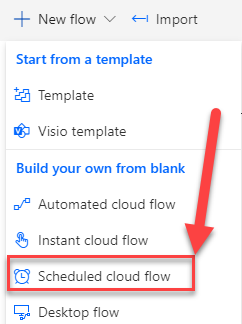 New flow Import
Start from a template
Template
Visio template
Build your own from blank
Automated cloud flow
Instant cloud flow
Scheduled cloud flow
Desktop flow